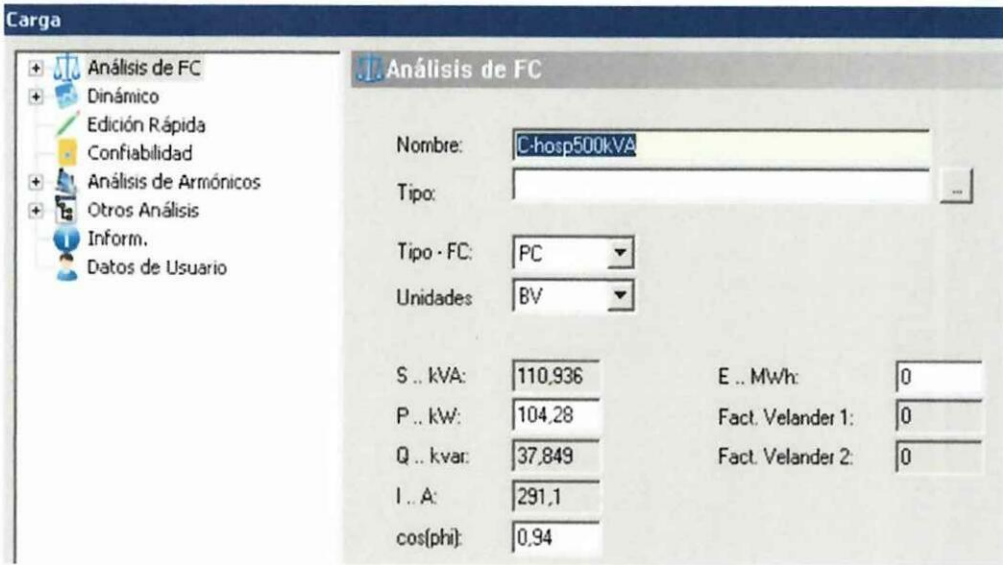 Carga
Análisis de FC
Dinámico
Edición Rápida
Confiabilidad
Análisis de Armónicos
Otros Análisis
Inform.
Datos de Usuario
Análisis de FC
Nombre: C-hosp500kVA
Tipo: ...
Tipo - FC: PC
Unidades BV
S .. kVA: 110,936 E .. MWh: 0
P .. kW: 104,28 Fact. Velander 1: 0
Q .. kvar: 37,849 Fact. Velander 2: 0
I .. A: 291,1
cos(phi): 0,94